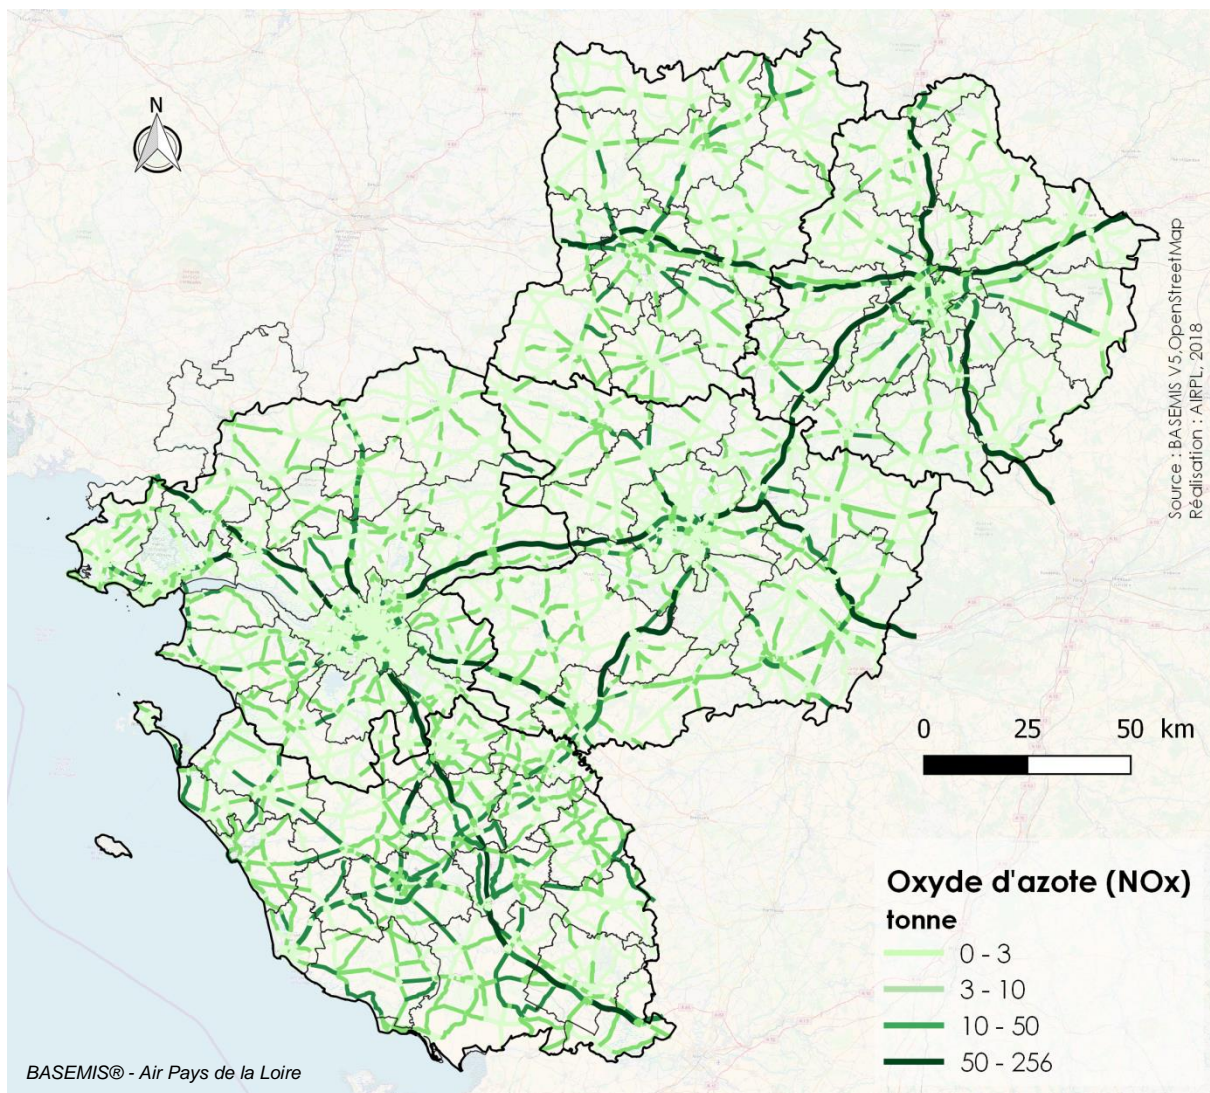 N
Source : BASEMIS V5,OpenStreetMap
Réalisation : AIRPL, 2018
0 25 50 km
Oxyde d'azote (NOx)
tonne
0 - 3
3 - 10
10 - 50
50 - 256
BASEMIS® - Air Pays de la Loire